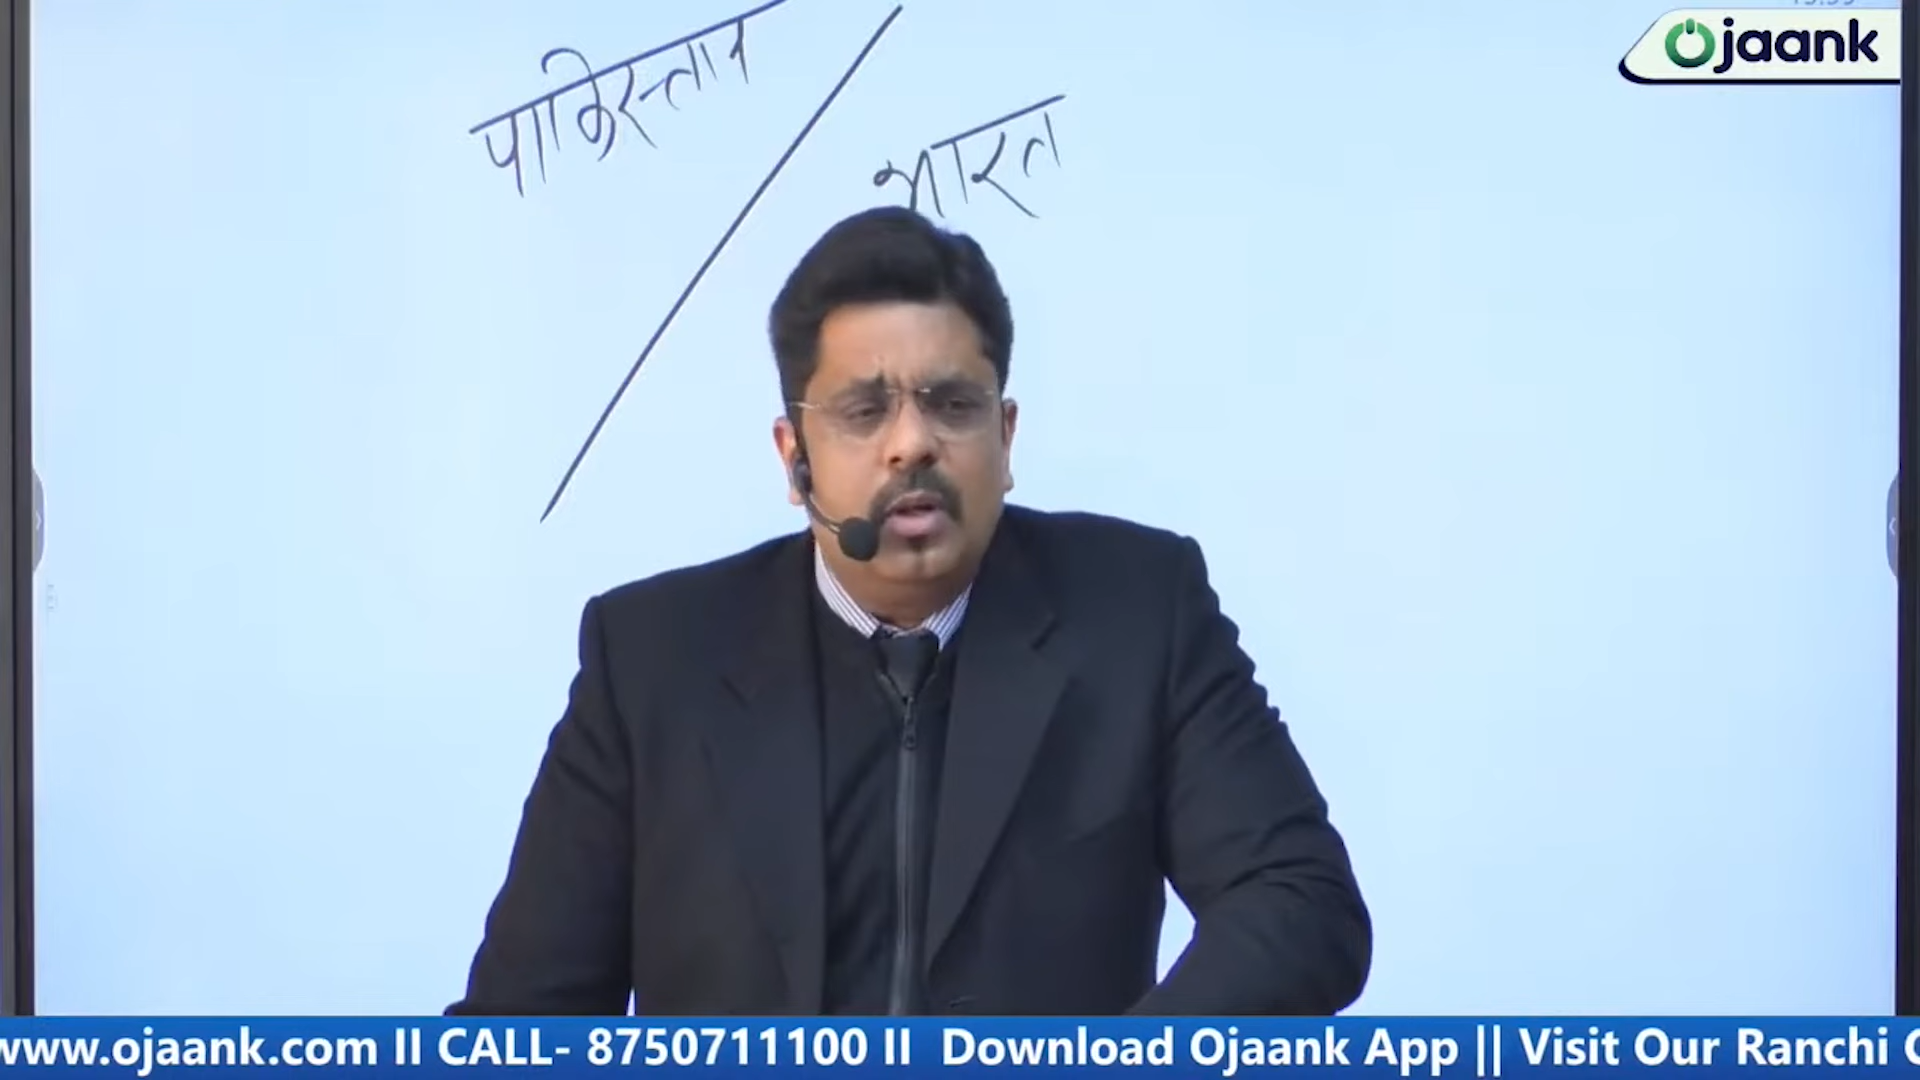 Ojaank
पाकिस्तान
भारत
www.ojaank.com II CALL- 8750711100 II Download Ojaank App || Visit Our Ranchi C